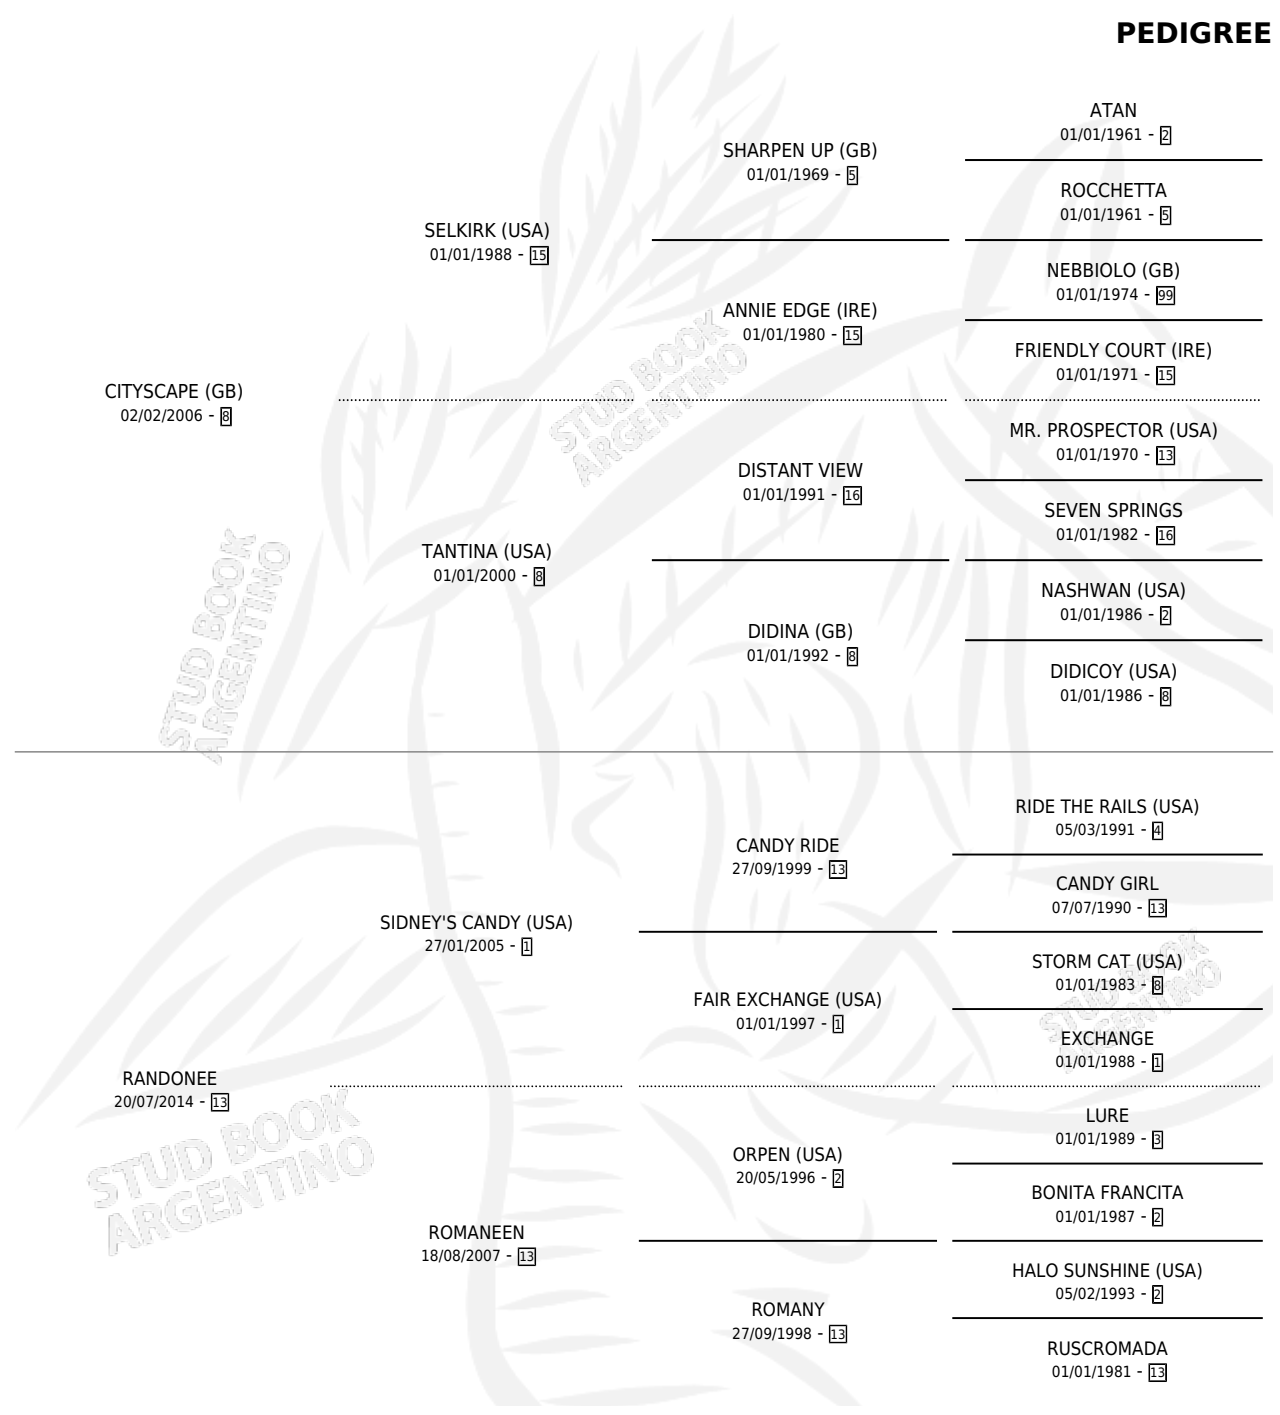 PEDIGREE
ATAN
01/01/1961 - 2
SHARPEN UP (GB)
01/01/1969 - 5
ROCCHETTA
01/01/1961 - 5
SELKIRK (USA)
01/01/1988 - 15
NEBBIOLO (GB)
01/01/1974 - 99
ANNIE EDGE (IRE)
01/01/1980 - 15
FRIENDLY COURT (IRE)
01/01/1971 - 15
CITYSCAPE (GB)
02/02/2006 - 8
MR. PROSPECTOR (USA)
01/01/1970 - 13
DISTANT VIEW
01/01/1991 - 16
SEVEN SPRINGS
01/01/1982 - 16
TANTINA (USA)
01/01/2000 - 8
NASHWAN (USA)
01/01/1986 - 2
DIDINA (GB)
01/01/1992 - 8
DIDICOY (USA)
01/01/1986 - 8
RIDE THE RAILS (USA)
05/03/1991 - 4
CANDY RIDE
27/09/1999 - 13
CANDY GIRL
07/07/1990 - 13
SIDNEY'S CANDY (USA)
27/01/2005 - 1
STORM CAT (USA)
01/01/1983 - 8
FAIR EXCHANGE (USA)
01/01/1997 - 1
EXCHANGE
01/01/1988 - 1
RANDONEE
20/07/2014 - 13
LURE
01/01/1989 - 3
ORPEN (USA)
20/05/1996 - 2
BONITA FRANCITA
01/01/1987 - 2
ROMANEEN
18/08/2007 - 13
HALO SUNSHINE (USA)
05/02/1993 - 2
ROMANY
27/09/1998 - 13
RUSCROMADA
01/01/1981 - 13
STUD BOOK
ARGENTINO
STUD BOOK
ARGENTINO
STUD BOOK
ARGENTINO
STUD BOOK
ARGENTINO